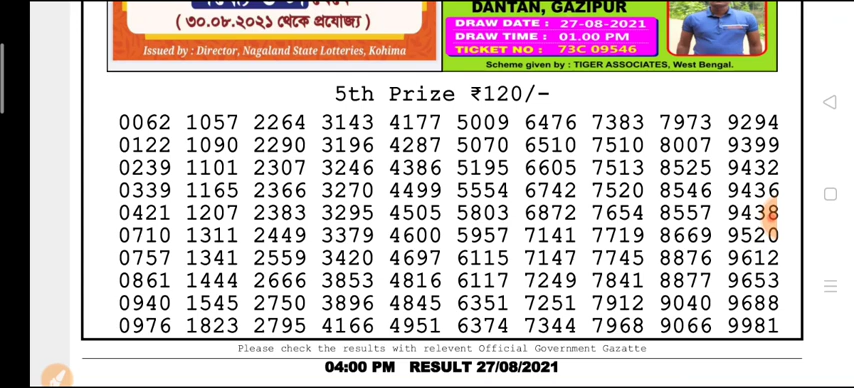 DANTAN, GAZIPUR
(৩০.০৮.২০২১ থেকে প্রযোজ্য)
DRAW DATE : 27-08-2021
DRAW TIME : 01.00 PM
TICKET NO : 73C 09546
Issued by : Director, Nagaland State Lotteries, Kohima
Scheme given by : TIGER ASSOCIATES, West Bengal.
5th Prize ₹120/-
0062 1057 2264 3143 4177 5009 6476 7383 7973 9294
0122 1090 2290 3196 4287 5070 6510 7510 8007 9399
0239 1101 2307 3246 4386 5195 6605 7513 8525 9432
0339 1165 2366 3270 4499 5554 6742 7520 8546 9436
0421 1207 2383 3295 4505 5803 6872 7654 8557 9438
0710 1311 2449 3379 4600 5957 7141 7719 8669 9520
0757 1341 2559 3420 4697 6115 7147 7745 8876 9612
0861 1444 2666 3853 4816 6117 7249 7841 8877 9653
0940 1545 2750 3896 4845 6351 7251 7912 9040 9688
0976 1823 2795 4166 4951 6374 7344 7968 9066 9981
Please check the results with relevent Official Government Gazatte
04:00 PM RESULT 27/08/2021